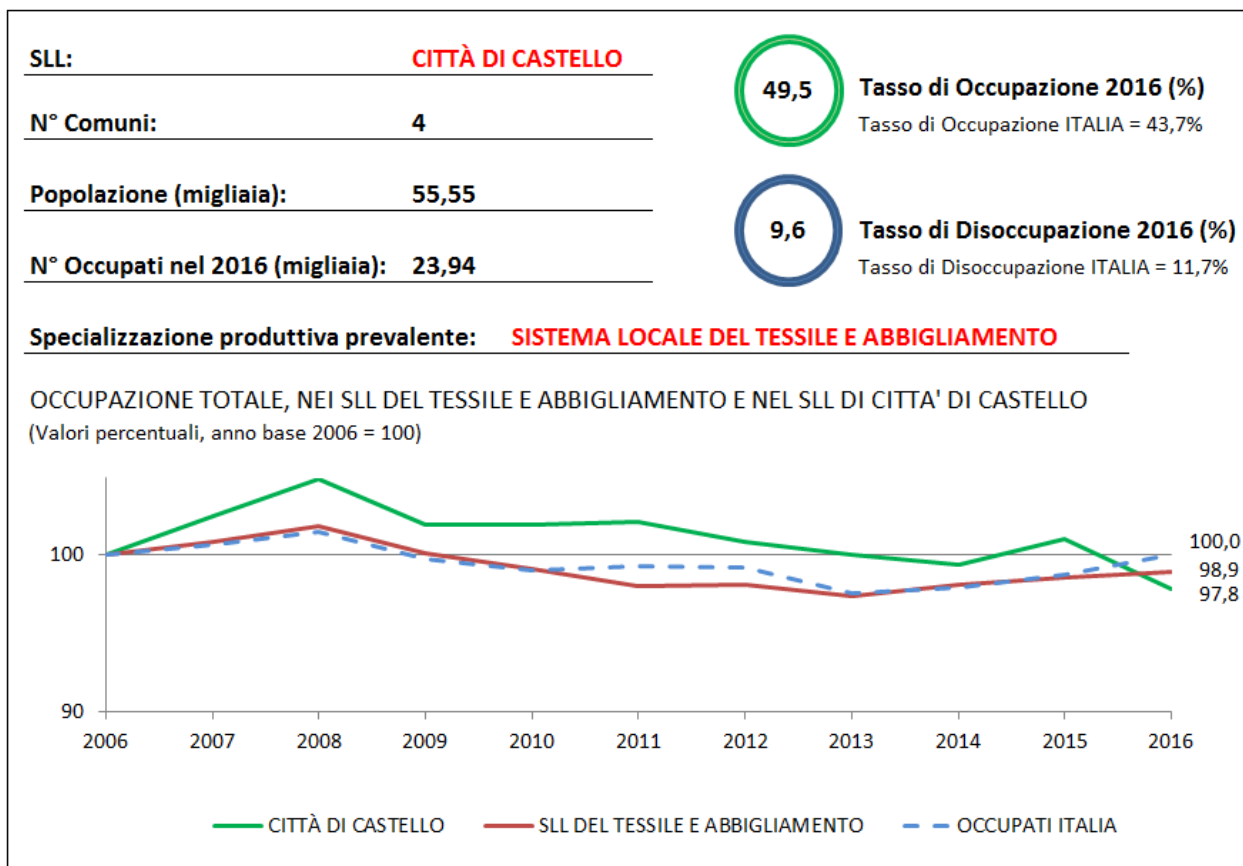 SLL: CITTÀ DI CASTELLO
N° Comuni: 4
Popolazione (migliaia): 55,55
N° Occupati nel 2016 (migliaia): 23,94
49,5 Tasso di Occupazione 2016 (%)
Tasso di Occupazione ITALIA = 43,7%
9,6 Tasso di Disoccupazione 2016 (%)
Tasso di Disoccupazione ITALIA = 11,7%
Specializzazione produttiva prevalente: SISTEMA LOCALE DEL TESSILE E ABBIGLIAMENTO
OCCUPAZIONE TOTALE, NEI SLL DEL TESSILE E ABBIGLIAMENTO E NEL SLL DI CITTA' DI CASTELLO
(Valori percentuali, anno base 2006 = 100)
100
90
100,0
98,9
97,8
2006 2007 2008 2009 2010 2011 2012 2013 2014 2015 2016
CITTÀ DI CASTELLO SLL DEL TESSILE E ABBIGLIAMENTO OCCUPATI ITALIA